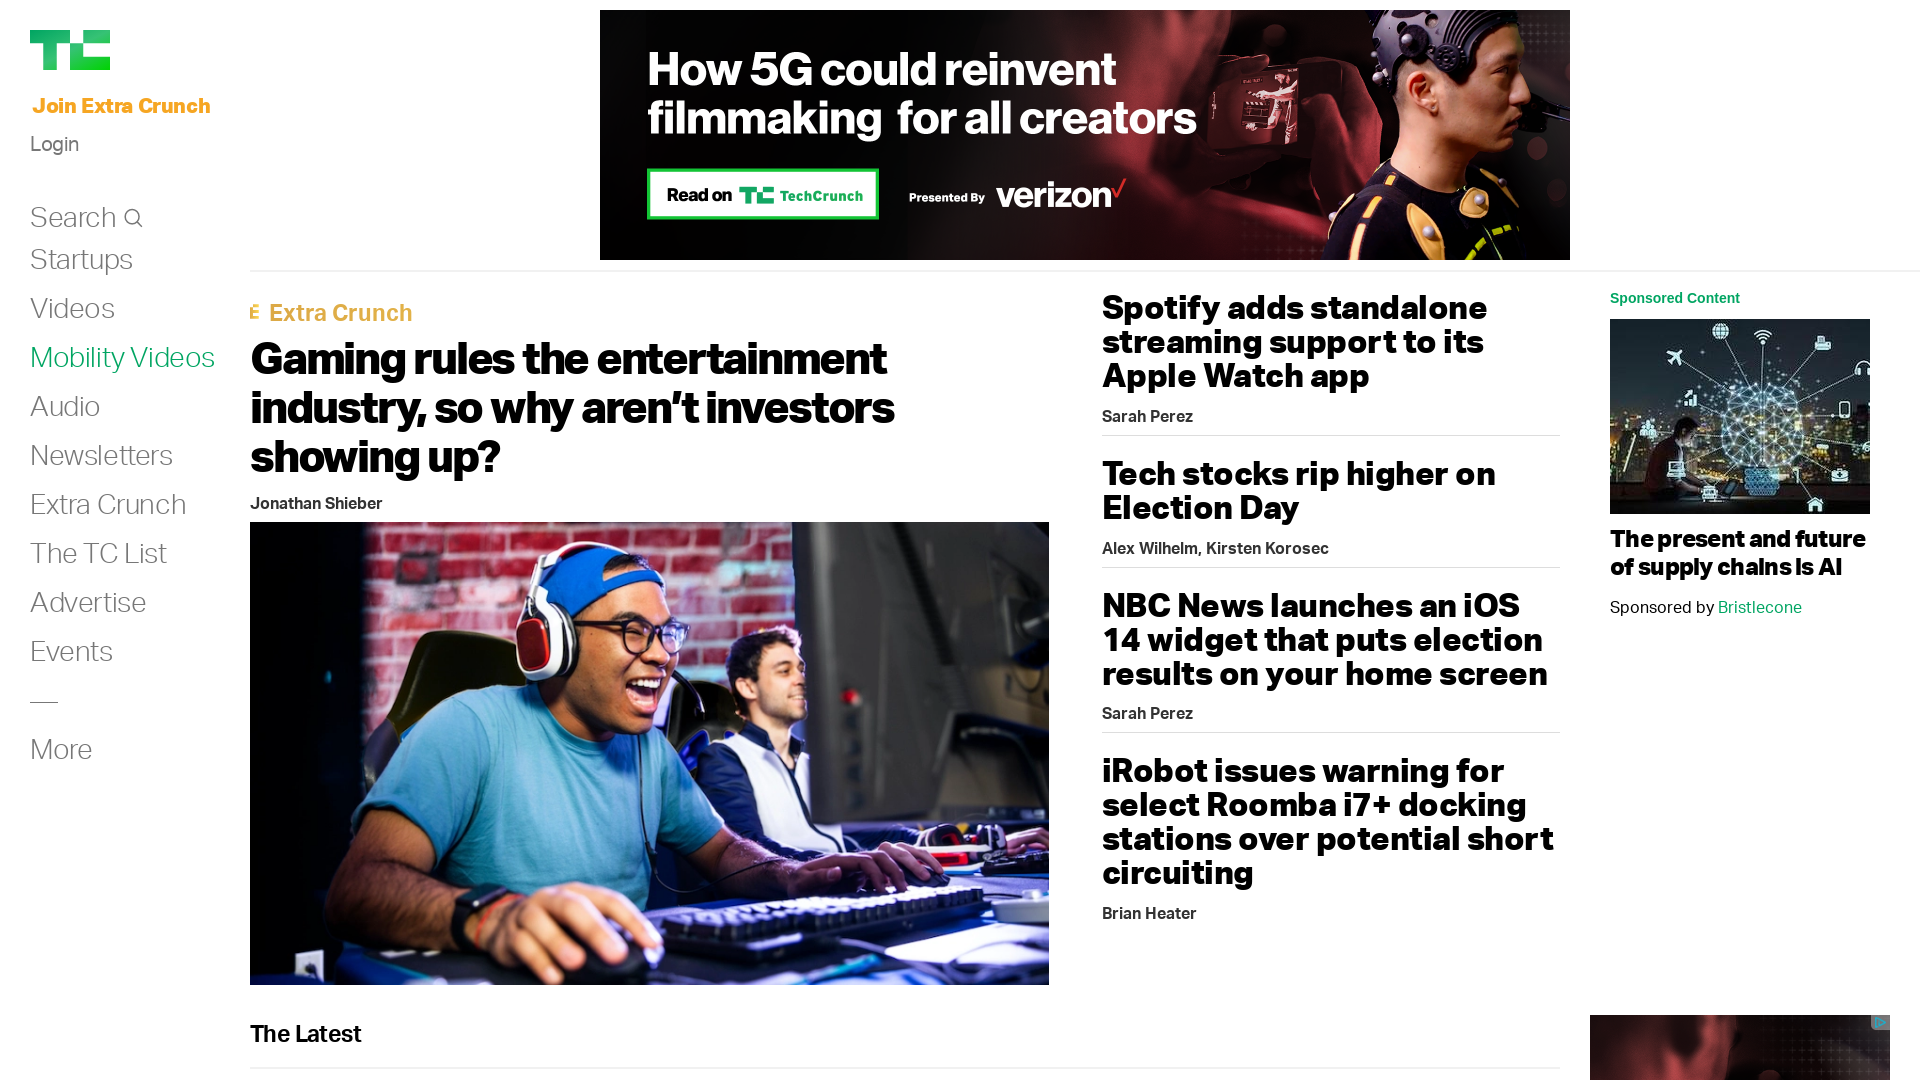 TC
Join Extra Crunch
Login
Search
Startups
Videos
Mobility Videos
Audio
Newsletters
Extra Crunch
The TC List
Advertise
Events
More
How 5G could reinvent
filmmaking for all creators
Read on TC TechCrunch
Presented By verizon
Extra Crunch
Gaming rules the entertainment
industry, so why aren’t investors
showing up?
Jonathan Shieber
Spotify adds standalone
streaming support to its
Apple Watch app
Sarah Perez
Tech stocks rip higher on
Election Day
Alex Wilhelm, Kirsten Korosec
NBC News launches an iOS
14 widget that puts election
results on your home screen
Sarah Perez
iRobot issues warning for
select Roomba i7+ docking
stations over potential short
circuiting
Brian Heater
Sponsored Content
The present and future
of supply chains is AI
Sponsored by Bristlecone
The Latest